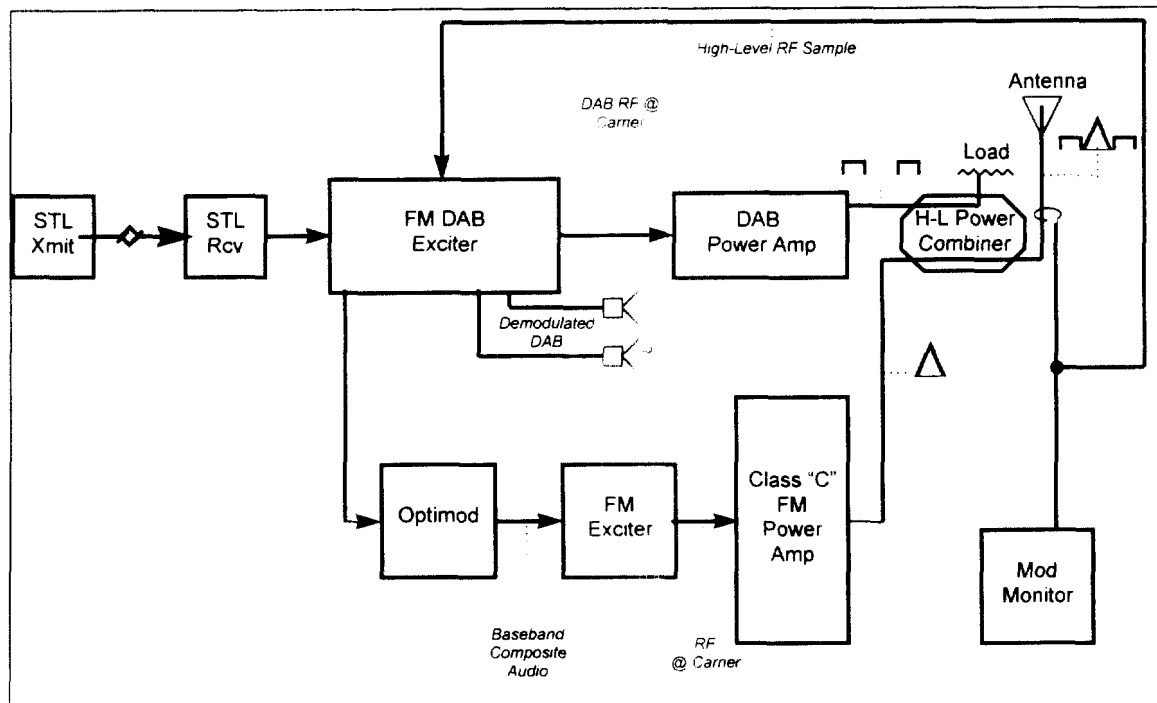 High-Level RF Sample
Antenna
DAB RF @
Carrier
Load
STL
Xmit
STL
Rcv
FM DAB
Exciter
DAB
Power Amp
H-L Power
Combiner
Demodulated
DAB
Optimod
FM
Exciter
Class "C"
FM
Power
Amp
Mod
Monitor
Baseband
Composite
Audio
RF
@ Carrier